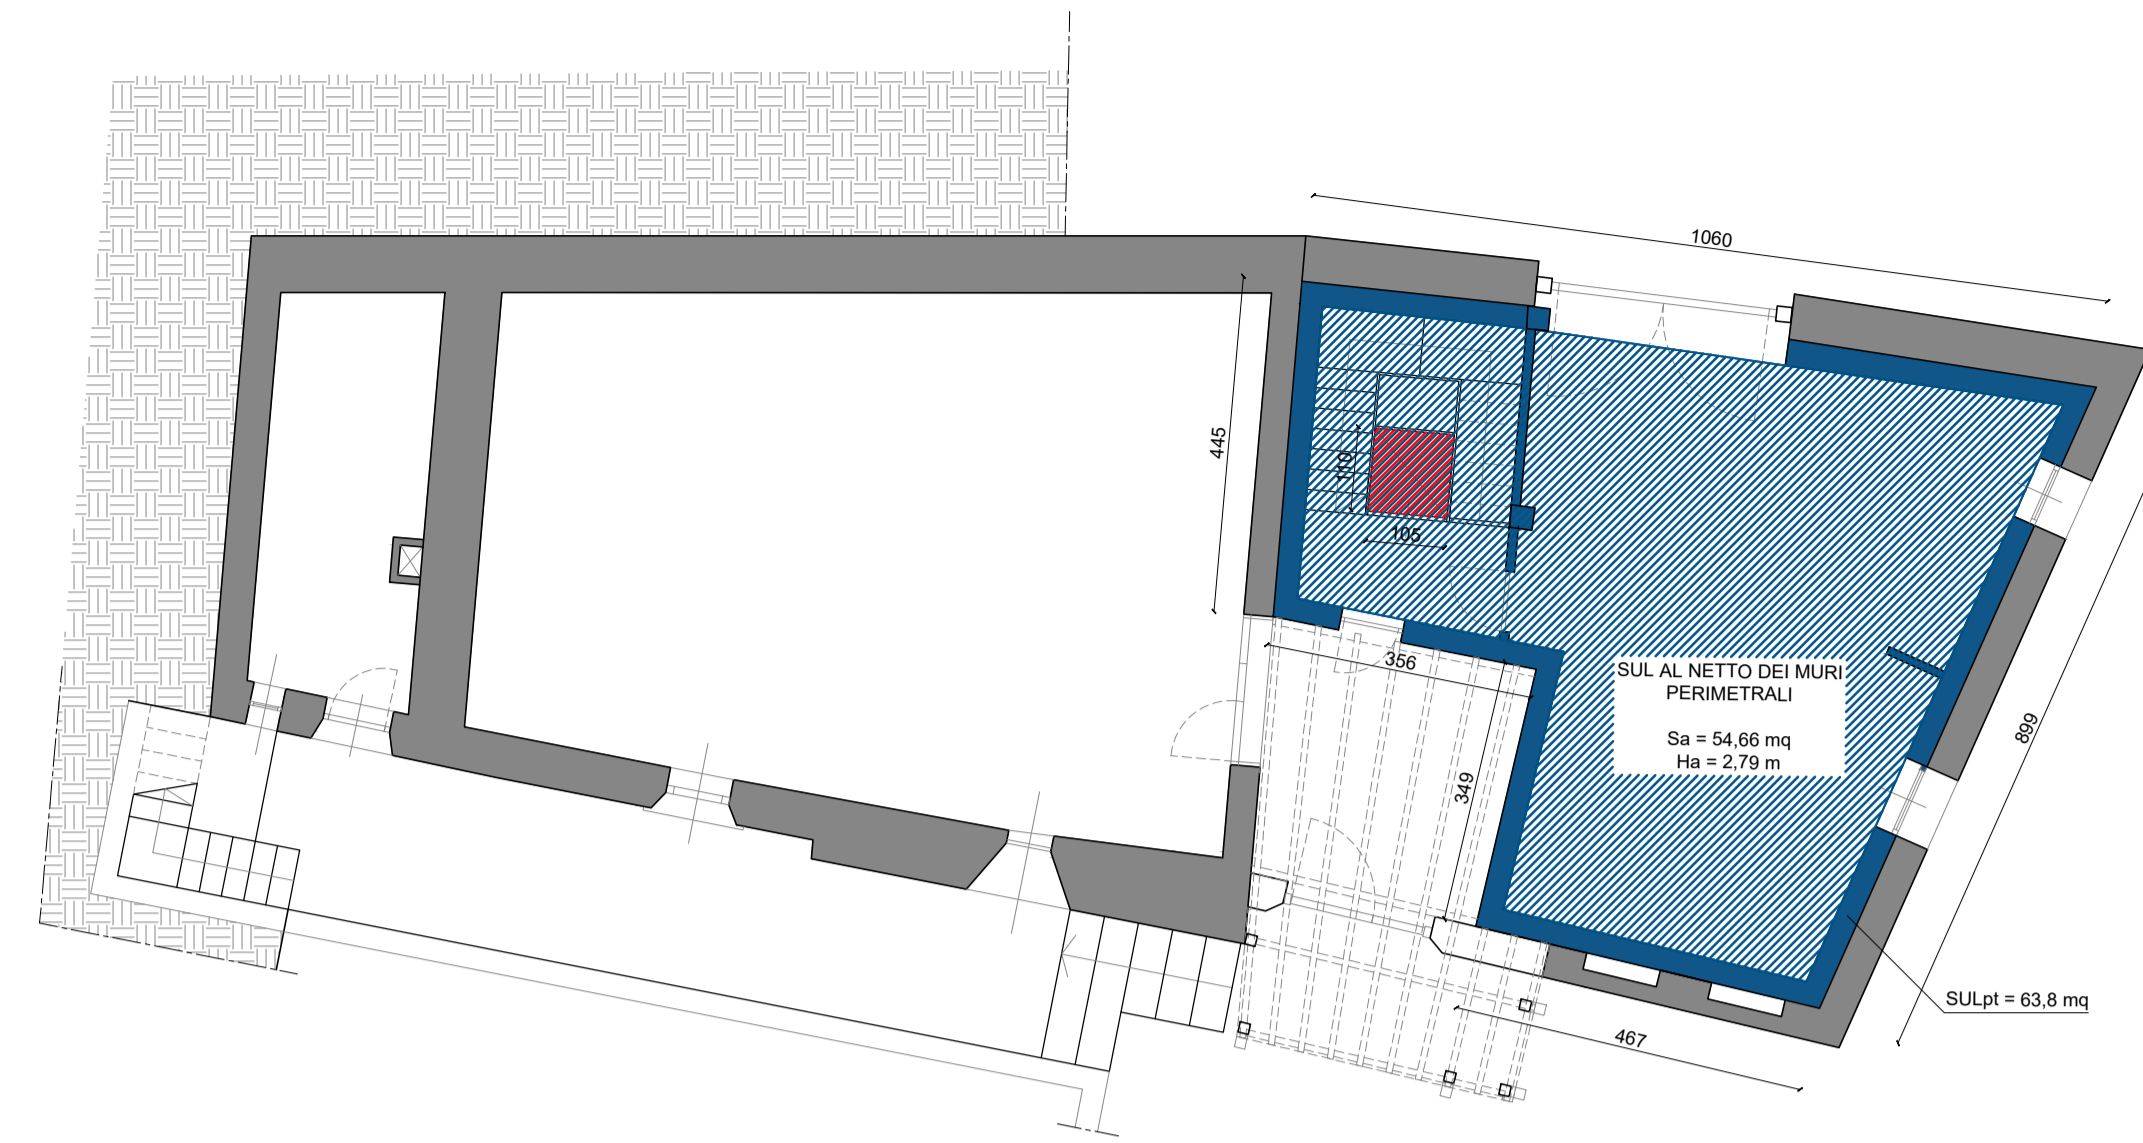 1060
445
110
105
356
SUL AL NETTO DEI MURI
PERIMETRALI
Sa = 54,66 mq
Ha = 2,79 m
899
349
SULpt = 63,8 mq
467